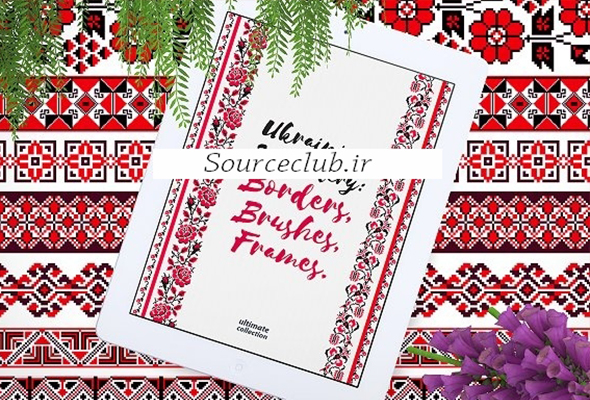 Sourceclub.ir
Borders,
Brushes,
Frames.
ultimate
collection